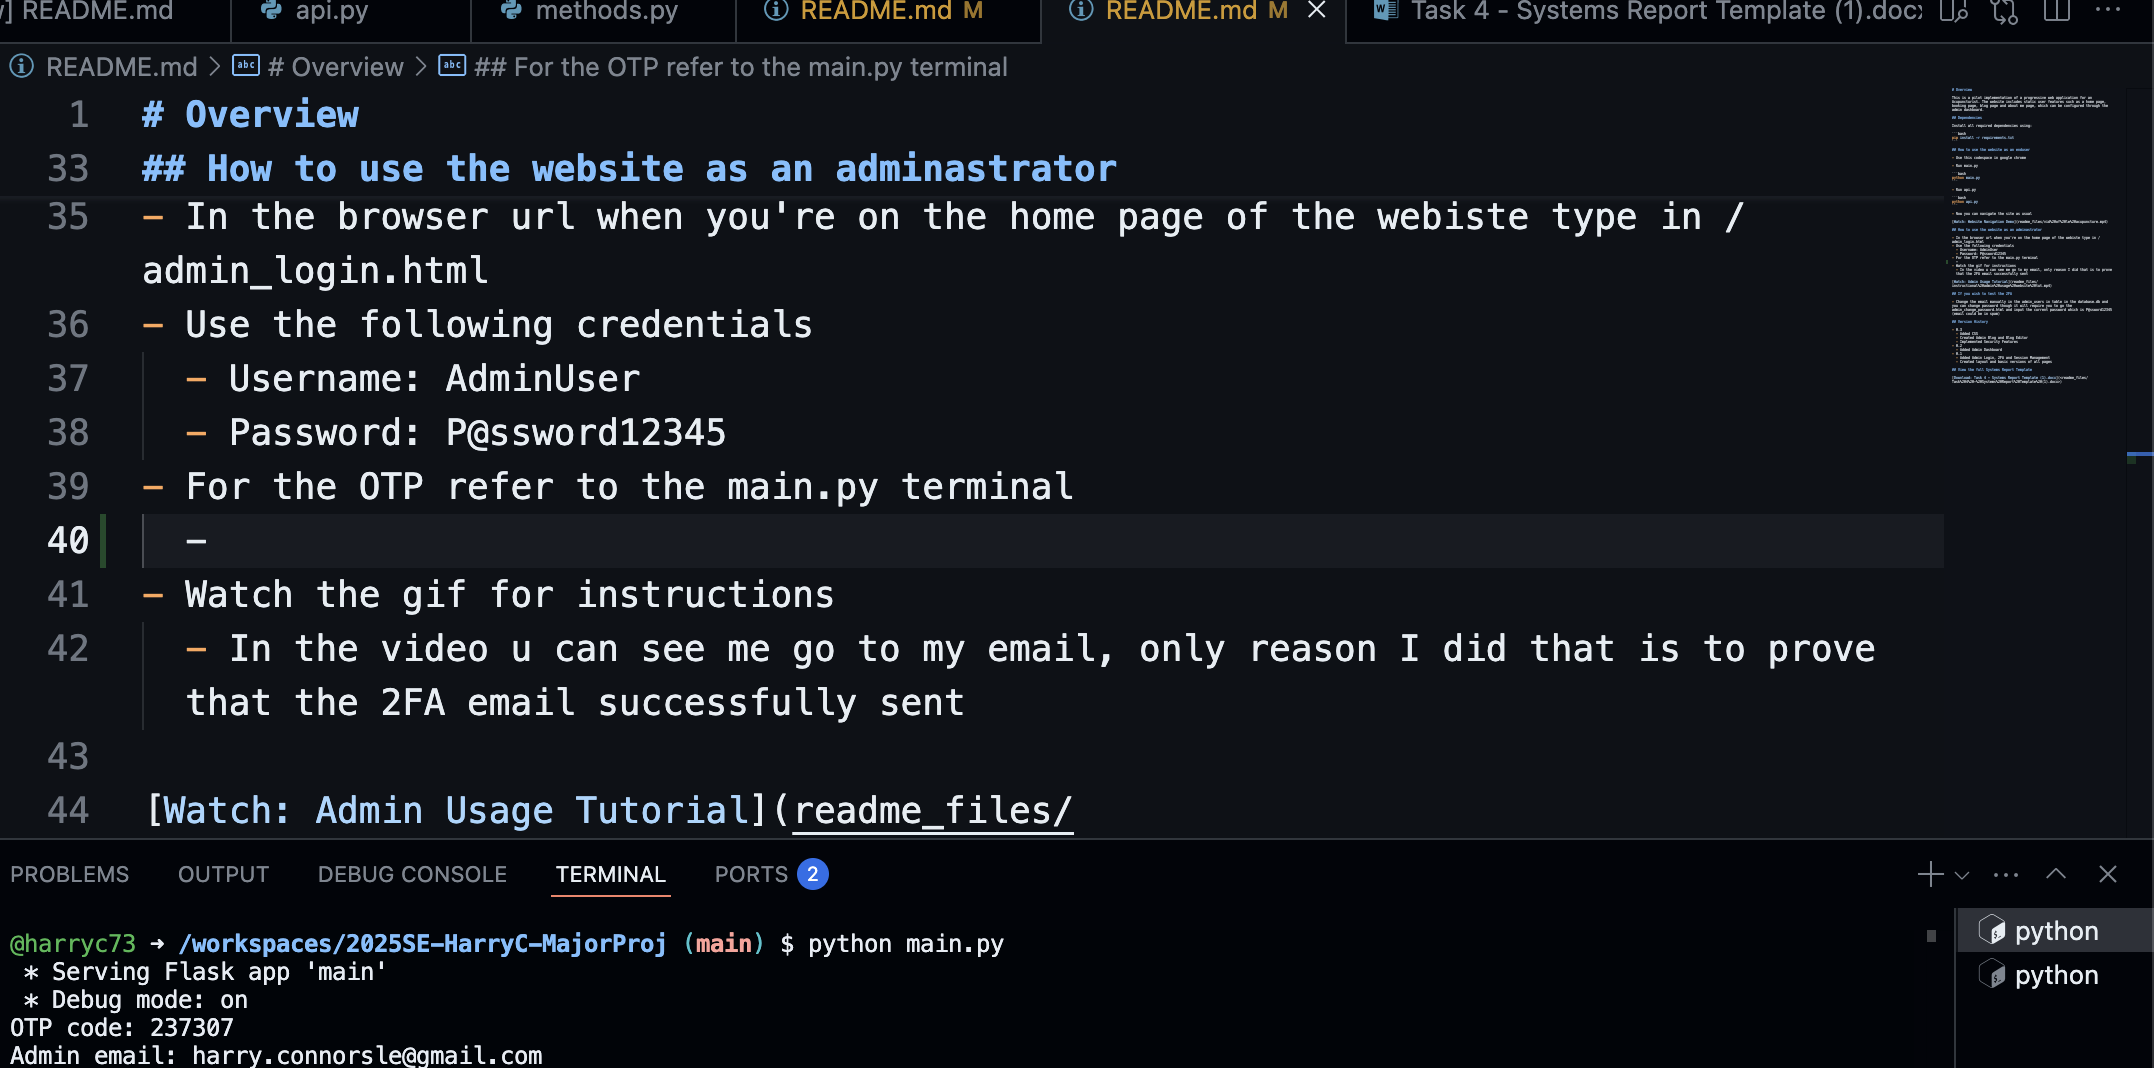 ] README.md
api.py
methods.py
README.md M
README.md M
Task 4 - Systems Report Template (1).docx
README.md > # Overview > ## For the OTP refer to the main.py terminal
1 # Overview
33 ## How to use the website as an adminastrator
35 - In the browser url when you're on the home page of the webiste type in /
admin_login.html
36 - Use the following credentials
37 - Username: AdminUser
38 - Password: P@ssword12345
39 - For the OTP refer to the main.py terminal
40 -
41 - Watch the gif for instructions
42 - In the video u can see me go to my email, only reason I did that is to prove
that the 2FA email successfully sent
43
44 [Watch: Admin Usage Tutorial](readme_files/
PROBLEMS OUTPUT DEBUG CONSOLE TERMINAL PORTS 2
@harryc73 ➜ /workspaces/2025SE-HarryC-MajorProj (main) $ python main.py
* Serving Flask app 'main'
* Debug mode: on
OTP code: 237307
Admin email: harry.connorsle@gmail.com
python
python